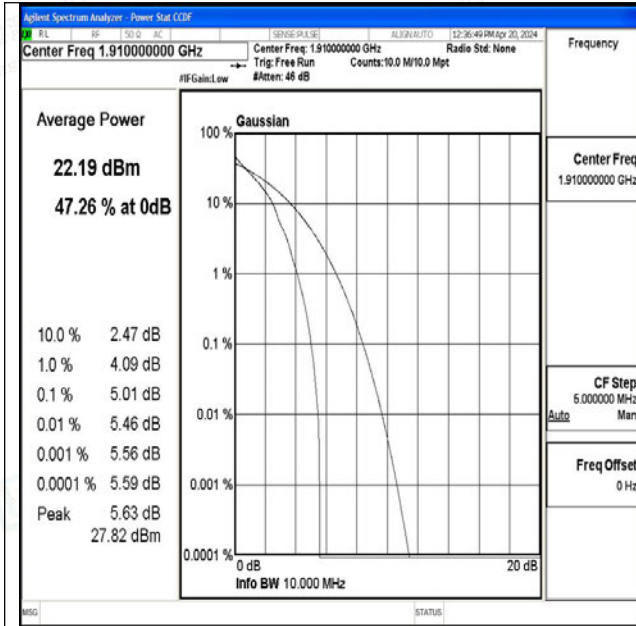 Agilent Spectrum Analyzer - Power Stat CCDF
RL RF 50 Ω AC SENSE:PULSE ALIGNAUTO 12:36:49 PM Apr 20, 2024
Center Freq 1.910000000 GHz
Center Freq: 1.910000000 GHz Radio Std: None
Trig: Free Run Counts:10.0 M/10.0 Mpt
#IFGain:Low #Atten: 46 dB
Frequency
Average Power
22.19 dBm
47.26 % at 0dB
10.0 % 2.47 dB
1.0 % 4.09 dB
0.1 % 5.01 dB
0.01 % 5.46 dB
0.001 % 5.56 dB
0.0001 % 5.59 dB
Peak 5.63 dB
27.82 dBm
Gaussian
100 %
10 %
1 %
0.1 %
0.01 %
0.001 %
0.0001 %
0 dB 20 dB
Info BW 10.000 MHz
Center Freq
1.910000000 GHz
CF Step
5.000000 MHz
Auto Man
Freq Offset
0 Hz
MSG STATUS